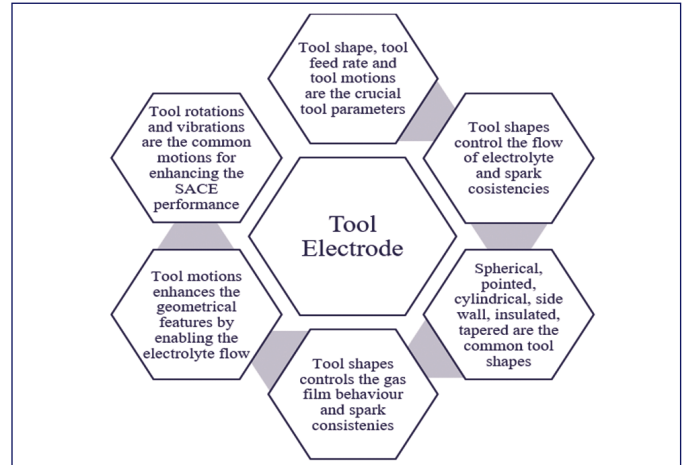 Tool shape, tool
feed rate and
tool motions
are the crucial
tool parameters
Tool shapes
control the flow
of electrolyte
and spark
cosistencies
Spherical,
pointed,
cylindrical, side
wall, insulated,
tapered are the
common tool
shapes
Tool shapes
controls the gas
film behaviour
and spark
consistenies
Tool motions
enhances the
geometrical
features by
enabling the
electrolyte flow
Tool rotations
and vibrations
are the common
motions for
enhancing the
SACE
performance
Tool
Electrode